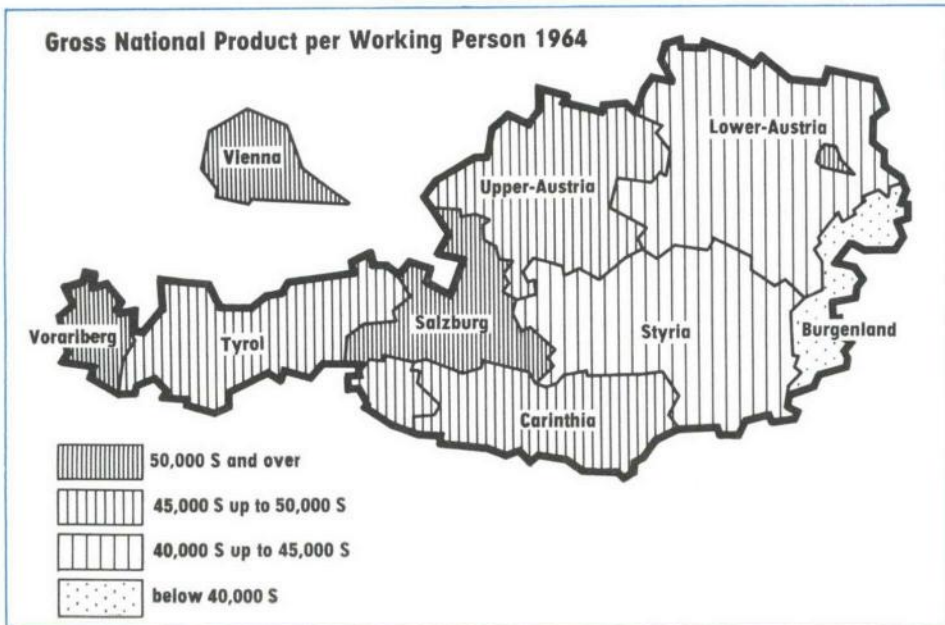 Gross National Product per Working Person 1964
Vienna
Lower-Austria
Upper-Austria
Vorarlberg
Tyrol
Salzburg
Styria
Burgenland
Carinthia
50,000 S and over
45,000 S up to 50,000 S
40,000 S up to 45,000 S
below 40,000 S